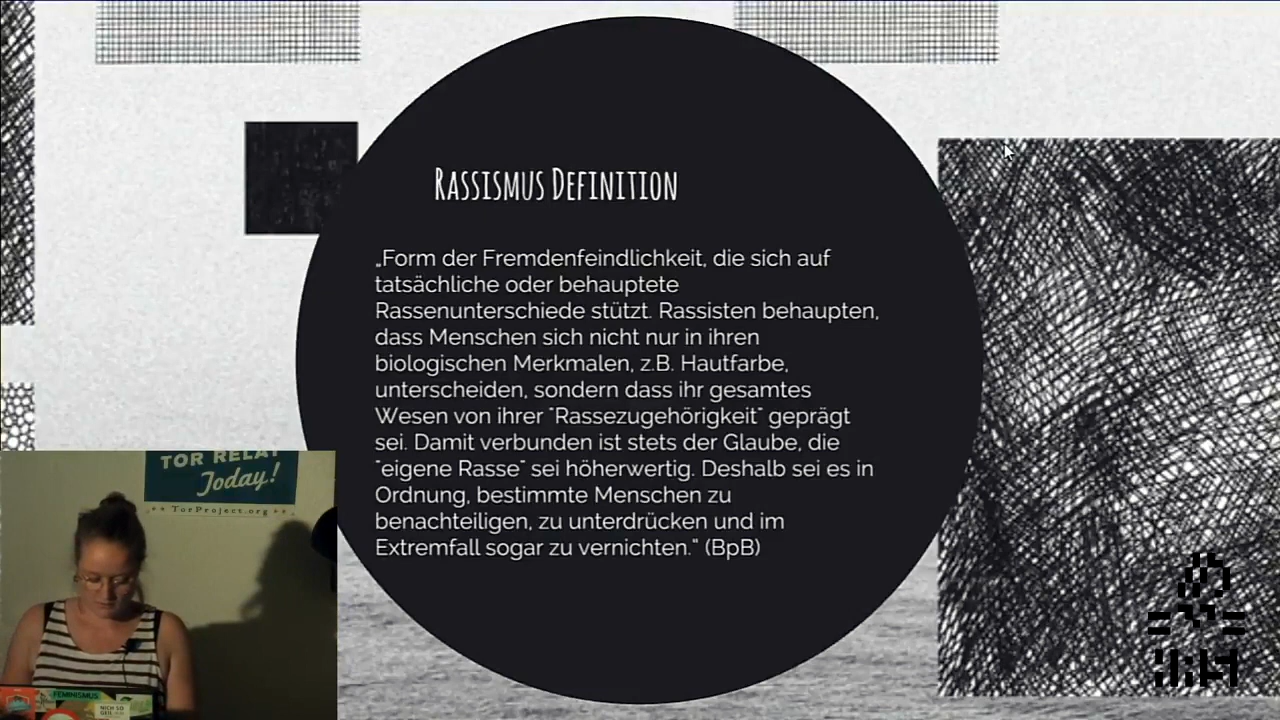 Rassismus Definition
„Form der Fremdenfeindlichkeit, die sich auf
tatsächliche oder behauptete
Rassenunterschiede stützt. Rassisten behaupten,
dass Menschen sich nicht nur in ihren
biologischen Merkmalen, z.B. Hautfarbe,
unterscheiden, sondern dass ihr gesamtes
Wesen von ihrer "Rassezugehörigkeit" geprägt
sei. Damit verbunden ist stets der Glaube, die
"eigene Rasse" sei höherwertig. Deshalb sei es in
Ordnung, bestimmte Menschen zu
benachteiligen, zu unterdrücken und im
Extremfall sogar zu vernichten." (BpB)
TOR RELAY
Today!
TorProject.org
FEMINISMUS
NICH SO
GEIL